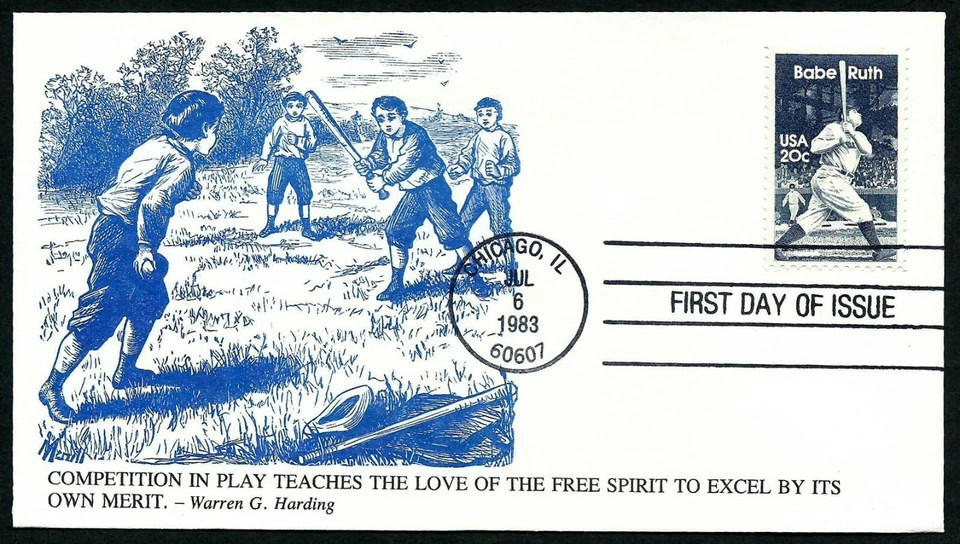 Babe Ruth
USA
20c
CHICAGO, IL
JUL
6
1983
60607
FIRST DAY OF ISSUE
COMPETITION IN PLAY TEACHES THE LOVE OF THE FREE SPIRIT TO EXCEL BY ITS
OWN MERIT. – Warren G. Harding